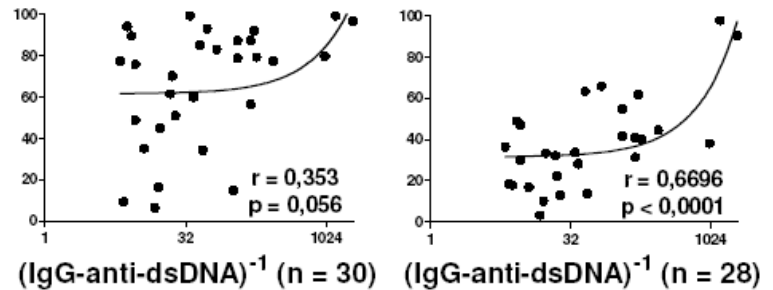 100
80
60
40
20
0
r = 0,353
p = 0,056
1 32 1024
(IgG-anti-dsDNA)⁻¹ (n = 30)
100
80
60
40
20
0
r = 0,6696
p < 0,0001
1 32 1024
(IgG-anti-dsDNA)⁻¹ (n = 28)